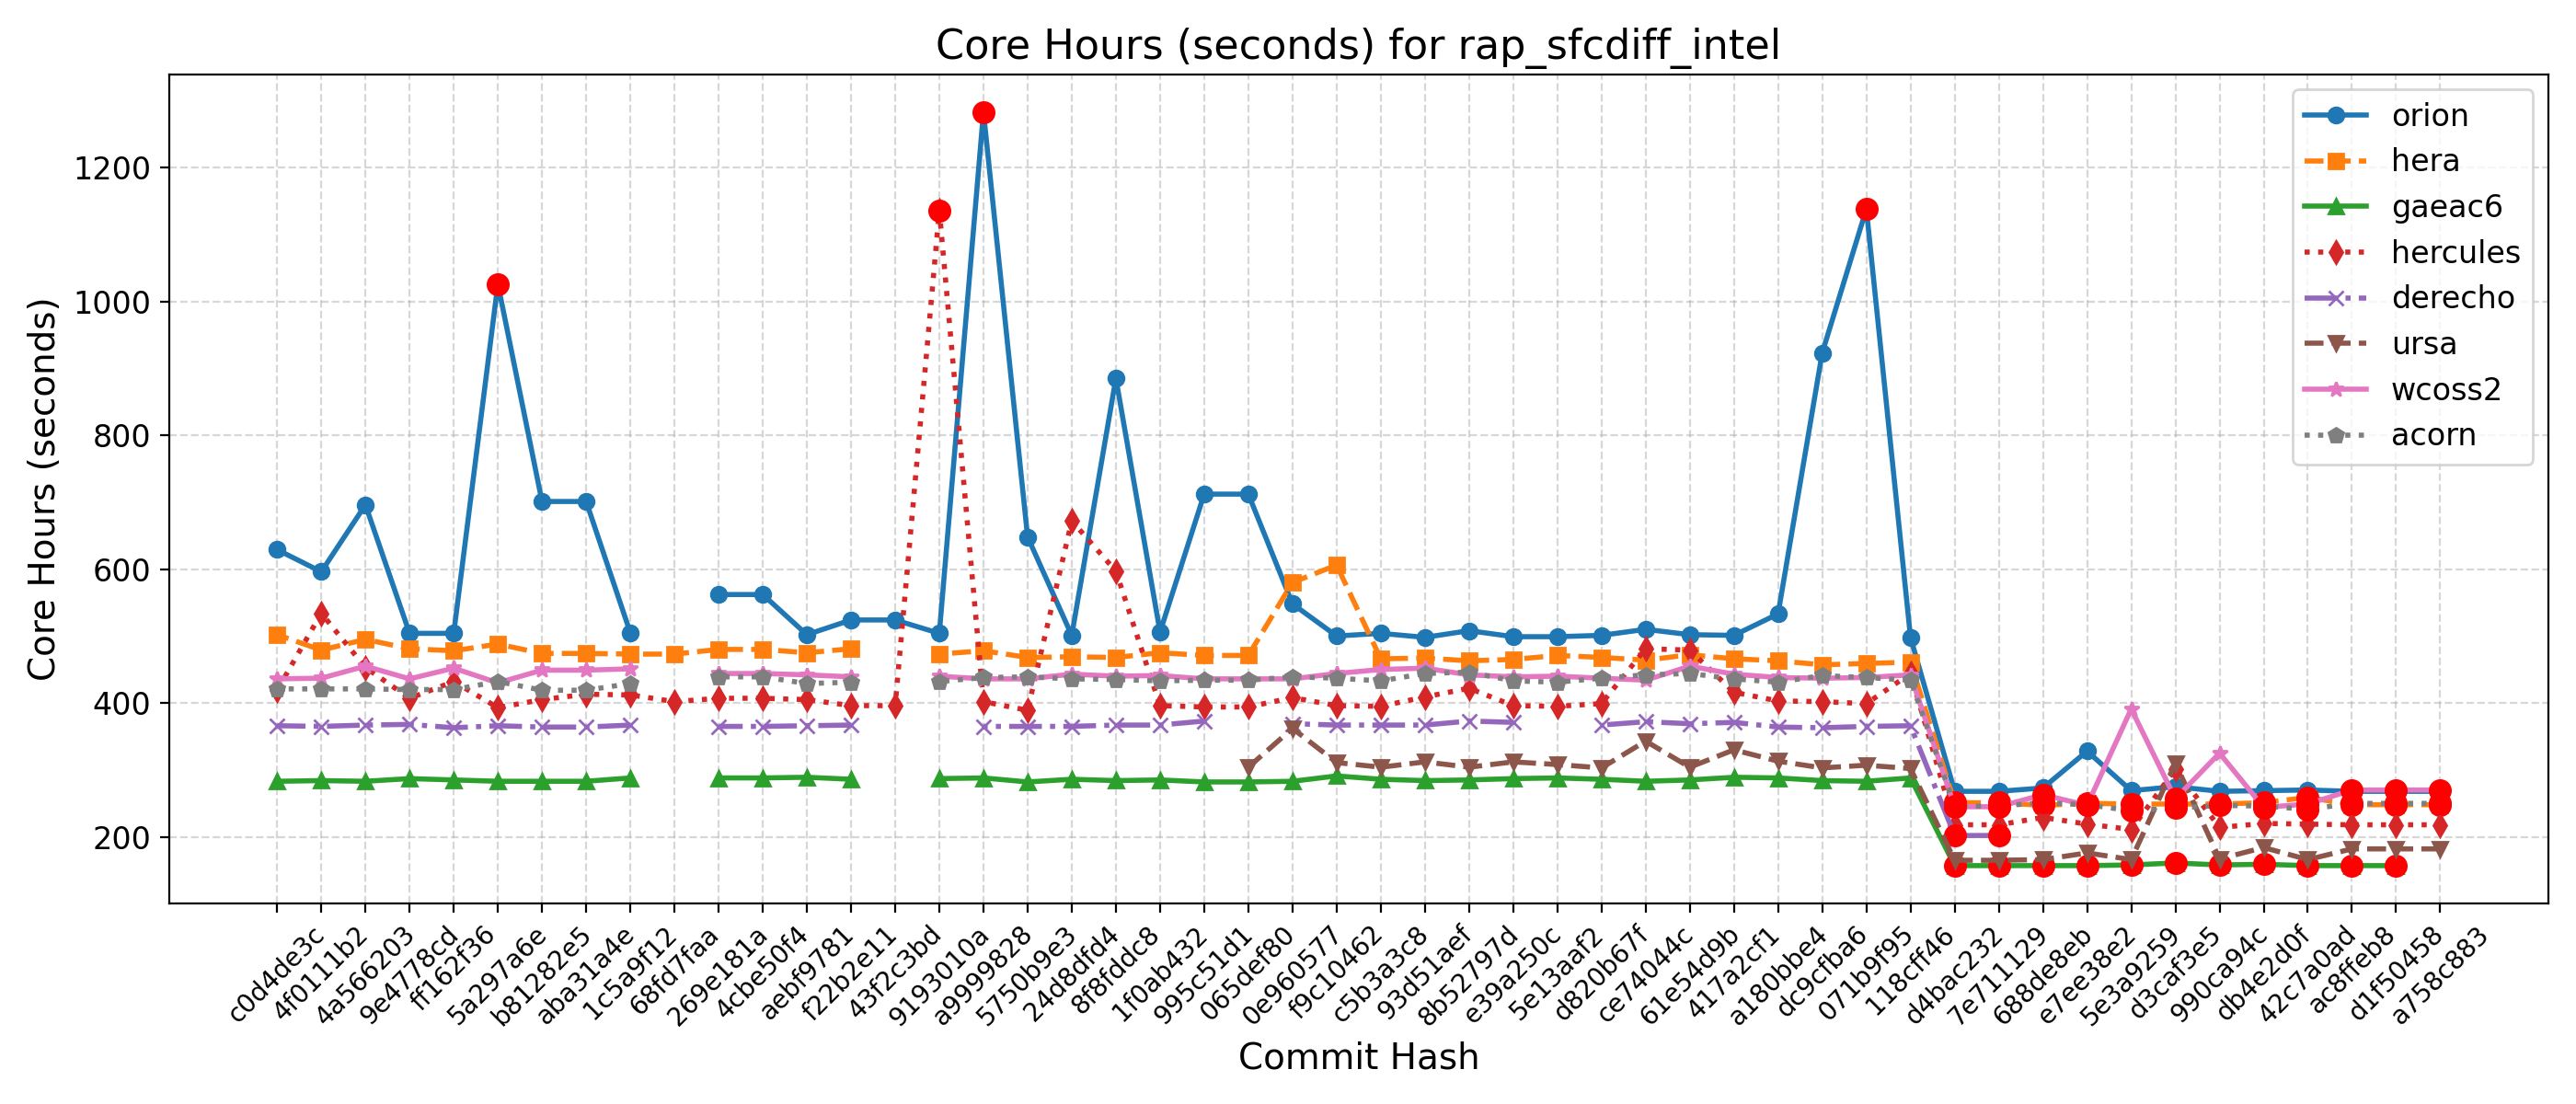 Core Hours (seconds) for rap_sfcdiff_intel
Core Hours (seconds)
1200
1000
800
600
400
200
orion
hera
gaeac6
hercules
derecho
ursa
wcoss2
acorn
c0d4de3c
4f0111b2
4a566203
9e4778cd
ff162f36
5a297a6e
b81282e5
aba31a4e
1c5a9f12
68fd7faa
269e181a
4cbe50f4
aebf9781
f22b2e11
43f2c3bd
9193010a
a9999828
5750b9e3
24d8dfd4
8f8fddc8
1f0ab432
995c51d1
065def80
0e960577
f9c10462
c5b3a3c8
93d51aef
8b52797d
e39a250c
5e13aaf2
d820b67f
ce74044c
61e54d9b
417a2cf1
a180bbe4
dc9cfba6
071b9f95
118cff46
d4bac232
7e711129
688de8eb
e7ee38e2
5e3a9259
d3caf3e5
990ca94c
db4e2d0f
42c7a0ad
ac8ffeb8
d1f50458
a758c883
Commit Hash